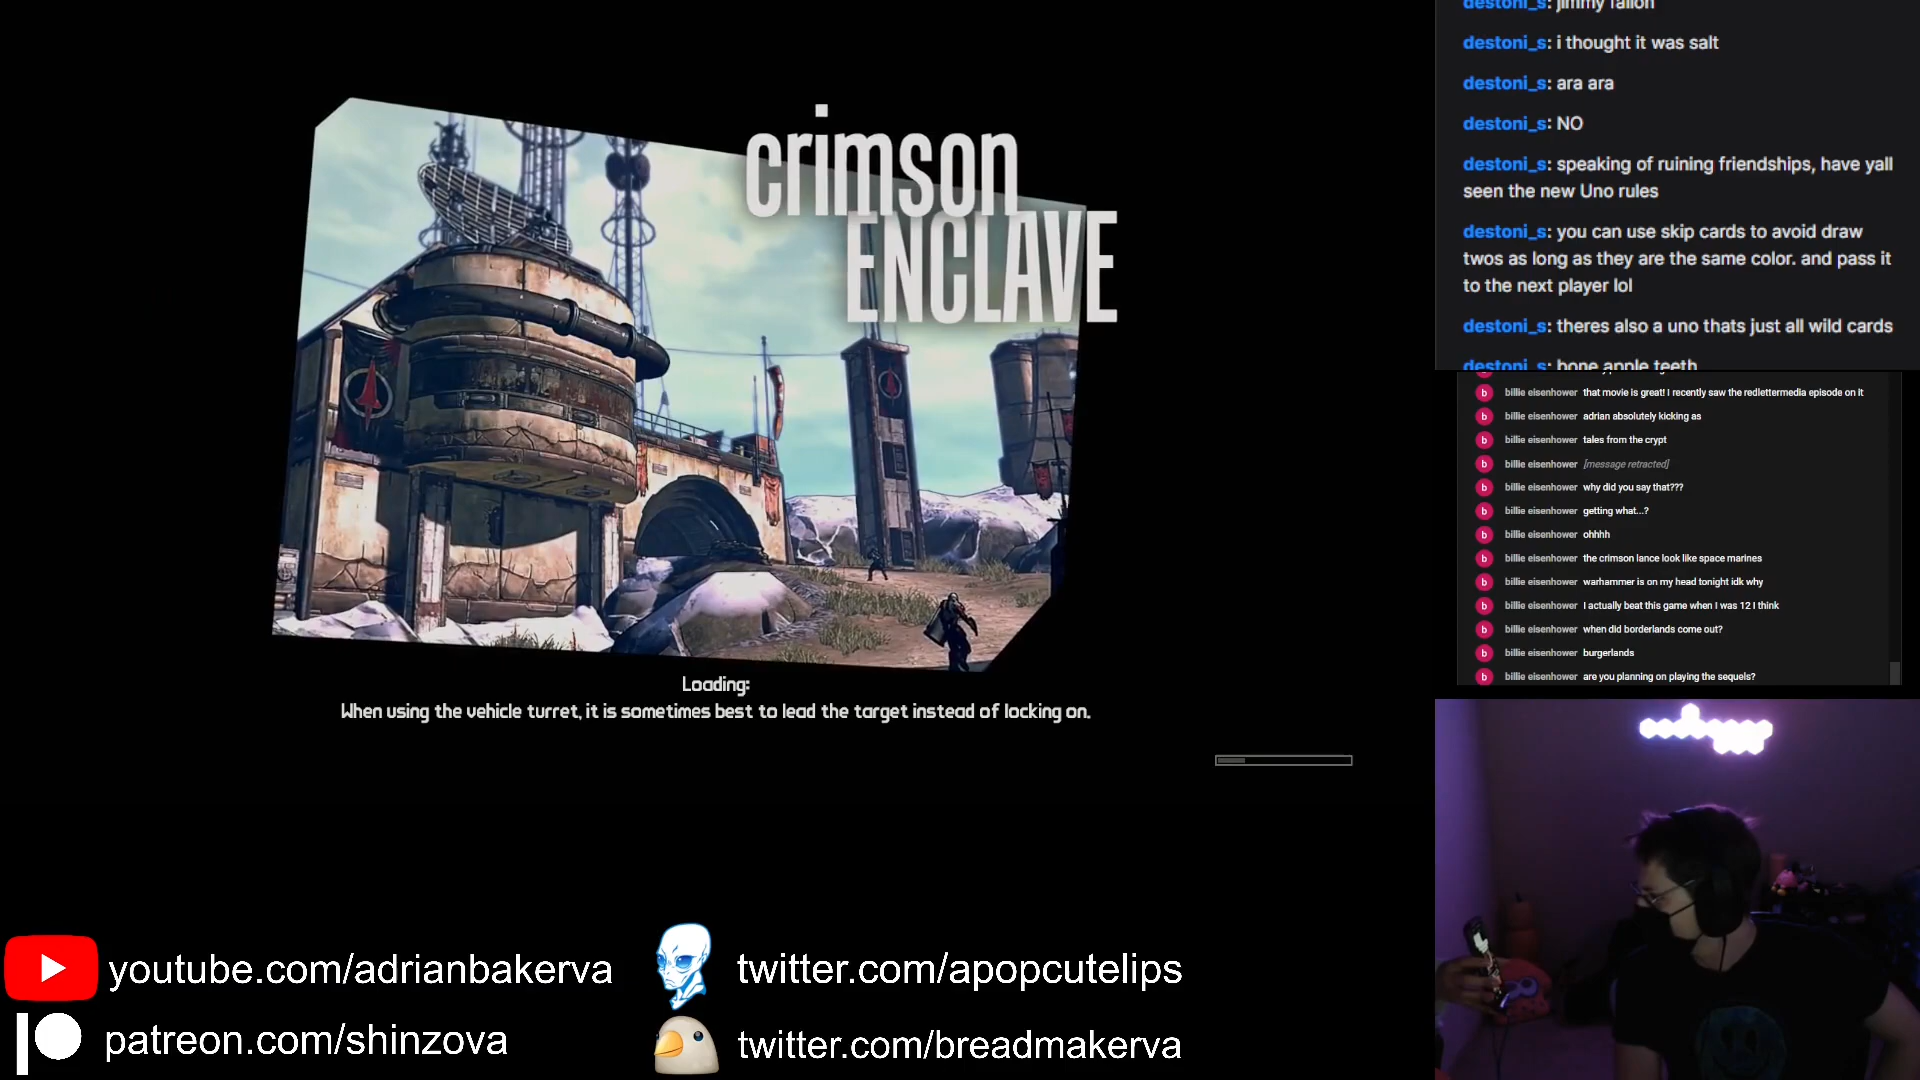 crimson
ENCLAVE
Loading:
When using the vehicle turret, it is sometimes best to lead the target instead of locking on.
youtube.com/adrianbakerva
twitter.com/apopcutelips
patreon.com/shinzova
twitter.com/breadmakerva
destoni_s: jimmy fallon
destoni_s: i thought it was salt
destoni_s: ara ara
destoni_s: NO
destoni_s: speaking of ruining friendships, have yall
seen the new Uno rules
destoni_s: you can use skip cards to avoid draw
twos as long as they are the same color. and pass it
to the next player lol
destoni_s: theres also a uno thats just all wild cards
destoni_s: bone apple teeth
b billie eisenhower that movie is great! I recently saw the redlettermedia episode on it
b billie eisenhower adrian absolutely kicking as
b billie eisenhower tales from the crypt
b billie eisenhower [message retracted]
b billie eisenhower why did you say that???
b billie eisenhower getting what...?
b billie eisenhower ohhhh
b billie eisenhower the crimson lance look like space marines
b billie eisenhower warhammer is on my head tonight idk why
b billie eisenhower I actually beat this game when I was 12 I think
b billie eisenhower when did borderlands come out?
b billie eisenhower burgerlands
b billie eisenhower are you planning on playing the sequels?